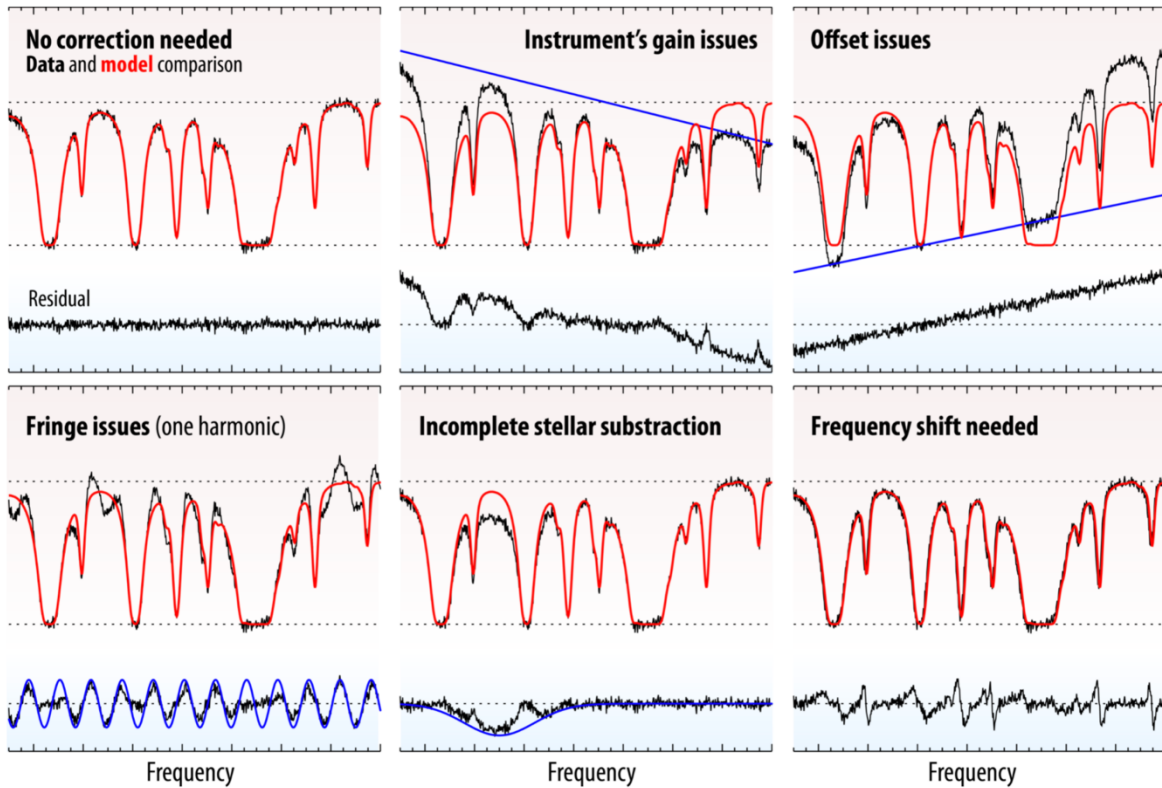 No correction needed
Data and model comparison
Residual
Instrument's gain issues
Offset issues
Fringe issues (one harmonic)
Incomplete stellar substraction
Frequency shift needed
Frequency
Frequency
Frequency